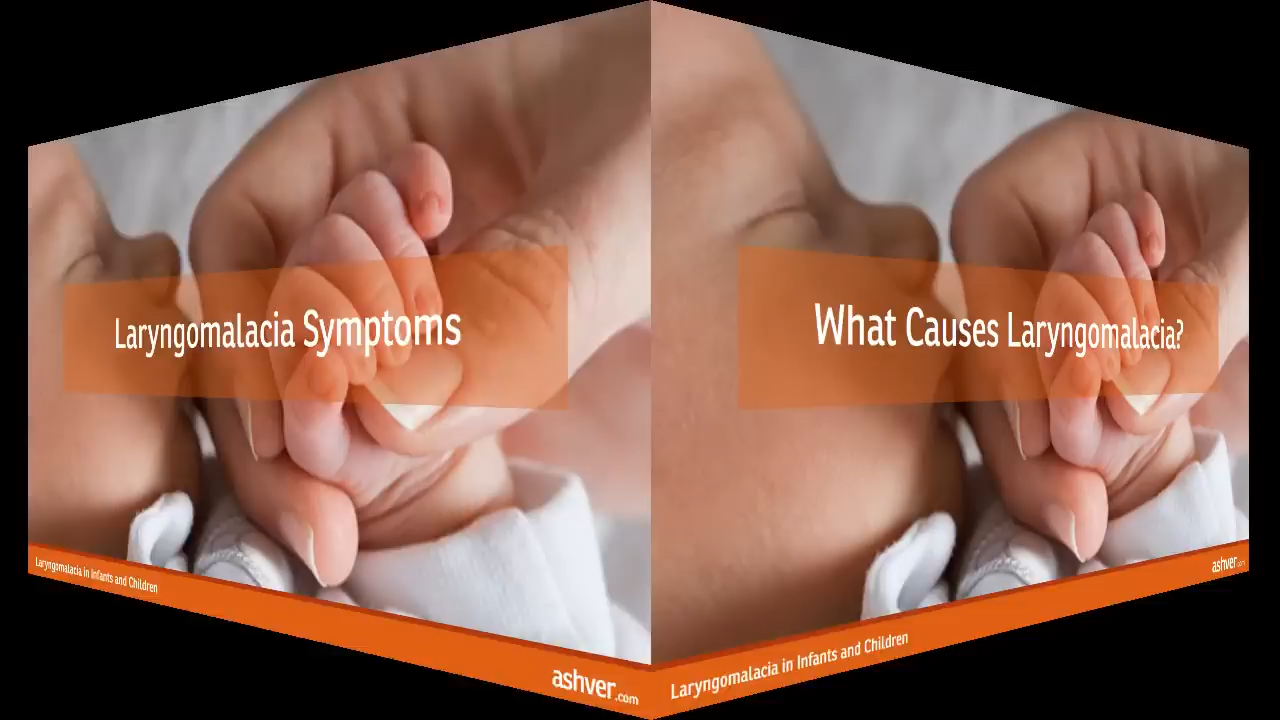 Laryngomalacia Symptoms
Laryngomalacia in Infants and Children
ashver.com
What Causes Laryngomalacia?
Laryngomalacia in Infants and Children
ashver.com